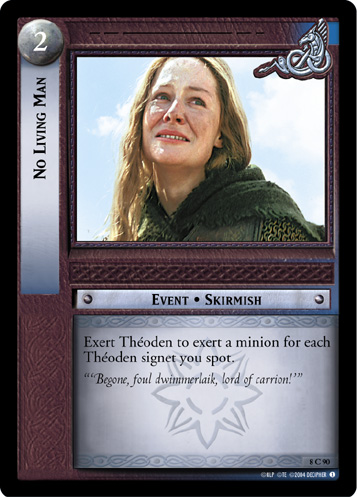 2
No Living Man
Event • Skirmish
Exert Théoden to exert a minion for each
Théoden signet you spot.
““Begone, foul dwimmerlaik, lord of carrion!’”
8 C 90
©NLP ™TE ©2004 DECIPHER